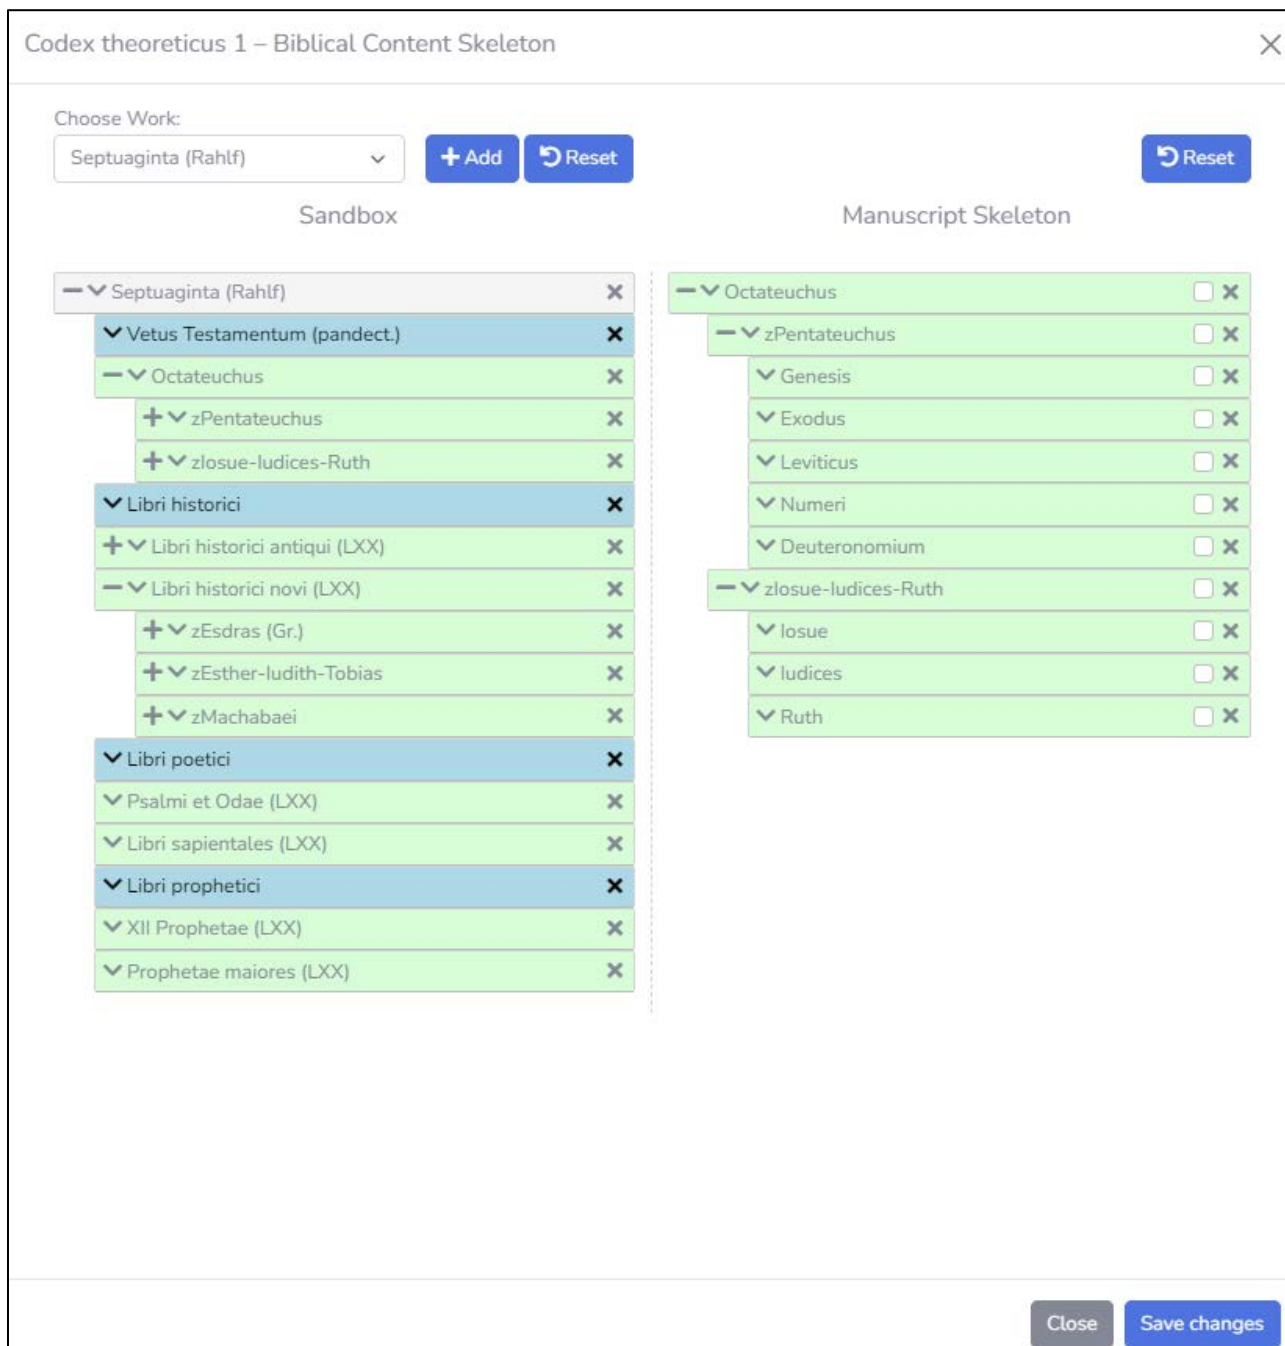 Codex theoreticus 1 – Biblical Content Skeleton
Choose Work:
Septuaginta (Rahlf)
Add
Reset
Reset
Sandbox
Septuaginta (Rahlf)
Vetus Testamentum (pandect.)
Octateuchus
zPentateuchus
zIosue-Iudices-Ruth
Libri historici
Libri historici antiqui (LXX)
Libri historici novi (LXX)
zEsdras (Gr.)
zEsther-Iudith-Tobias
zMachabaei
Libri poetici
Psalmi et Odae (LXX)
Libri sapientales (LXX)
Libri prophetici
XII Prophetae (LXX)
Prophetae maiores (LXX)
Manuscript Skeleton
Octateuchus
zPentateuchus
Genesis
Exodus
Leviticus
Numeri
Deuteronomium
zIosue-Iudices-Ruth
Iosue
Iudices
Ruth
Close
Save changes